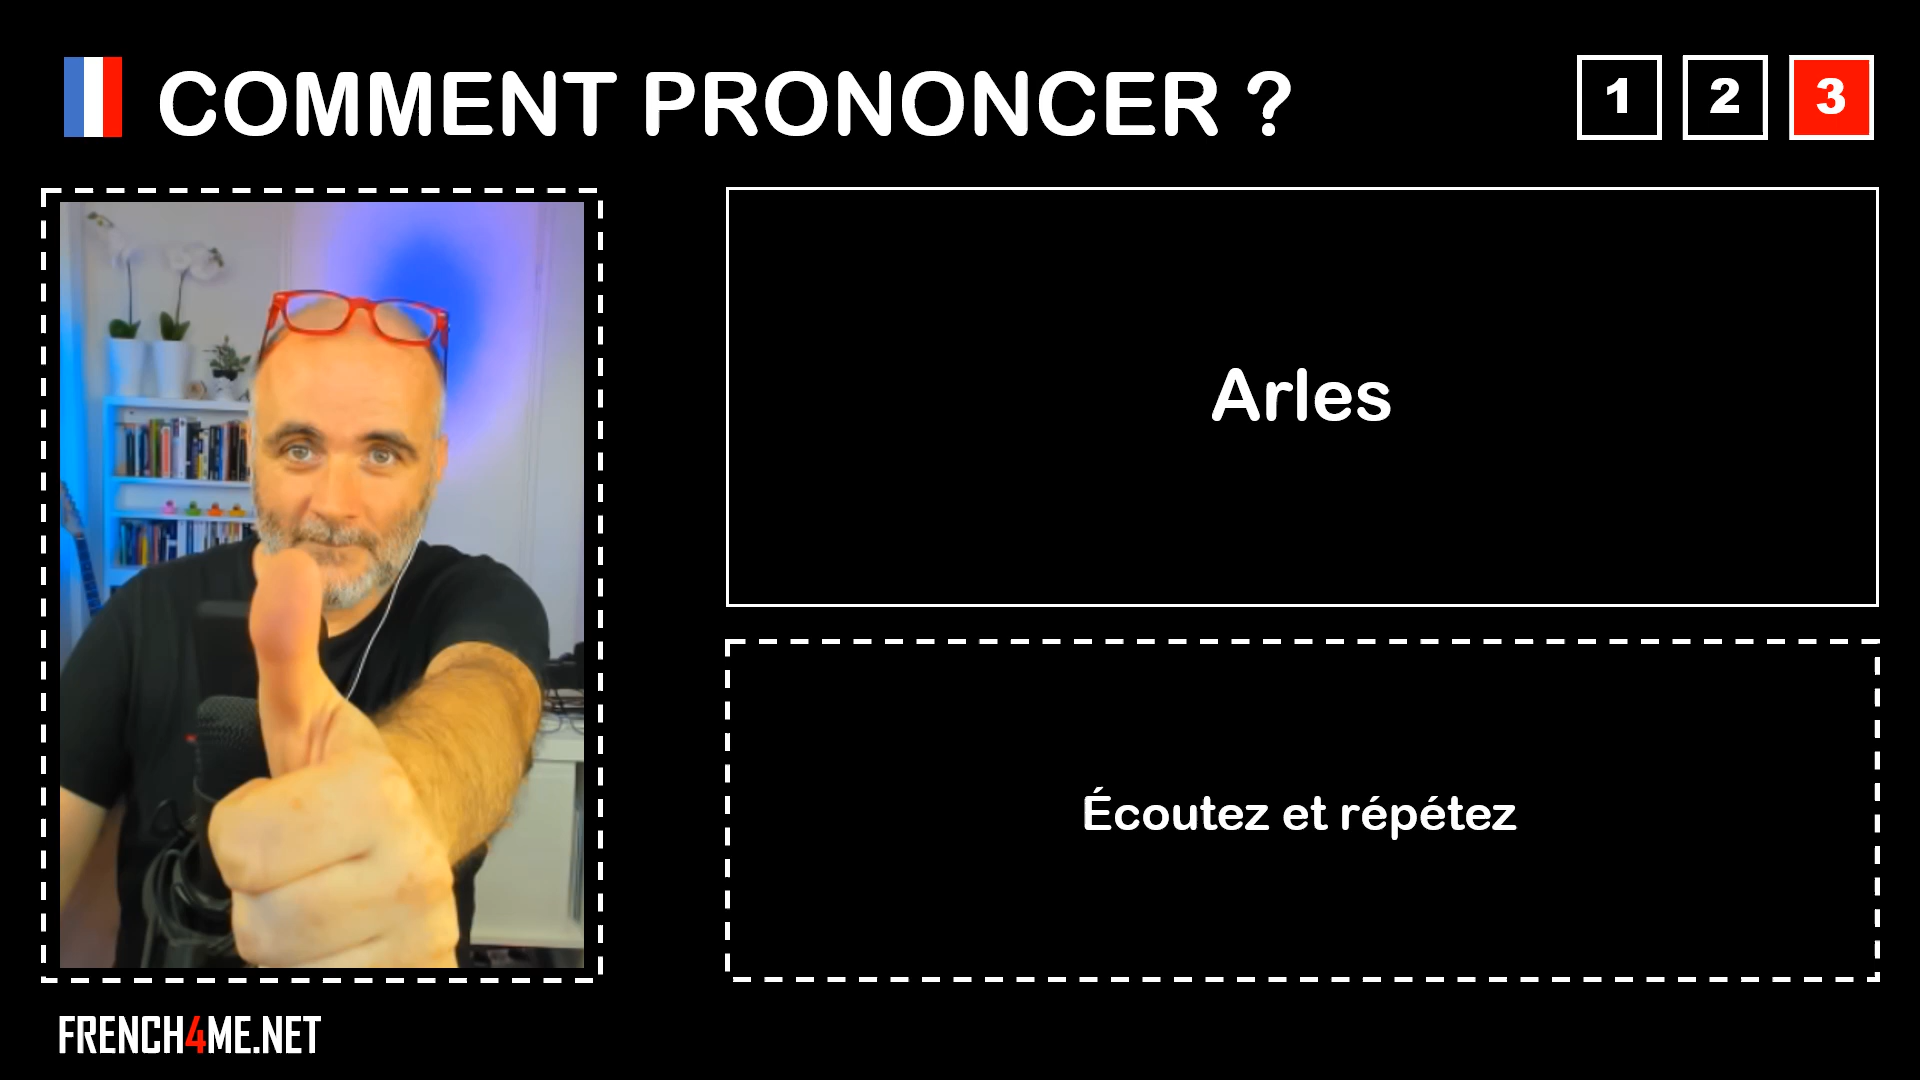 COMMENT PRONONCER ?
1 2 3
Arles
Écoutez et répétez
FRENCH4ME.NET